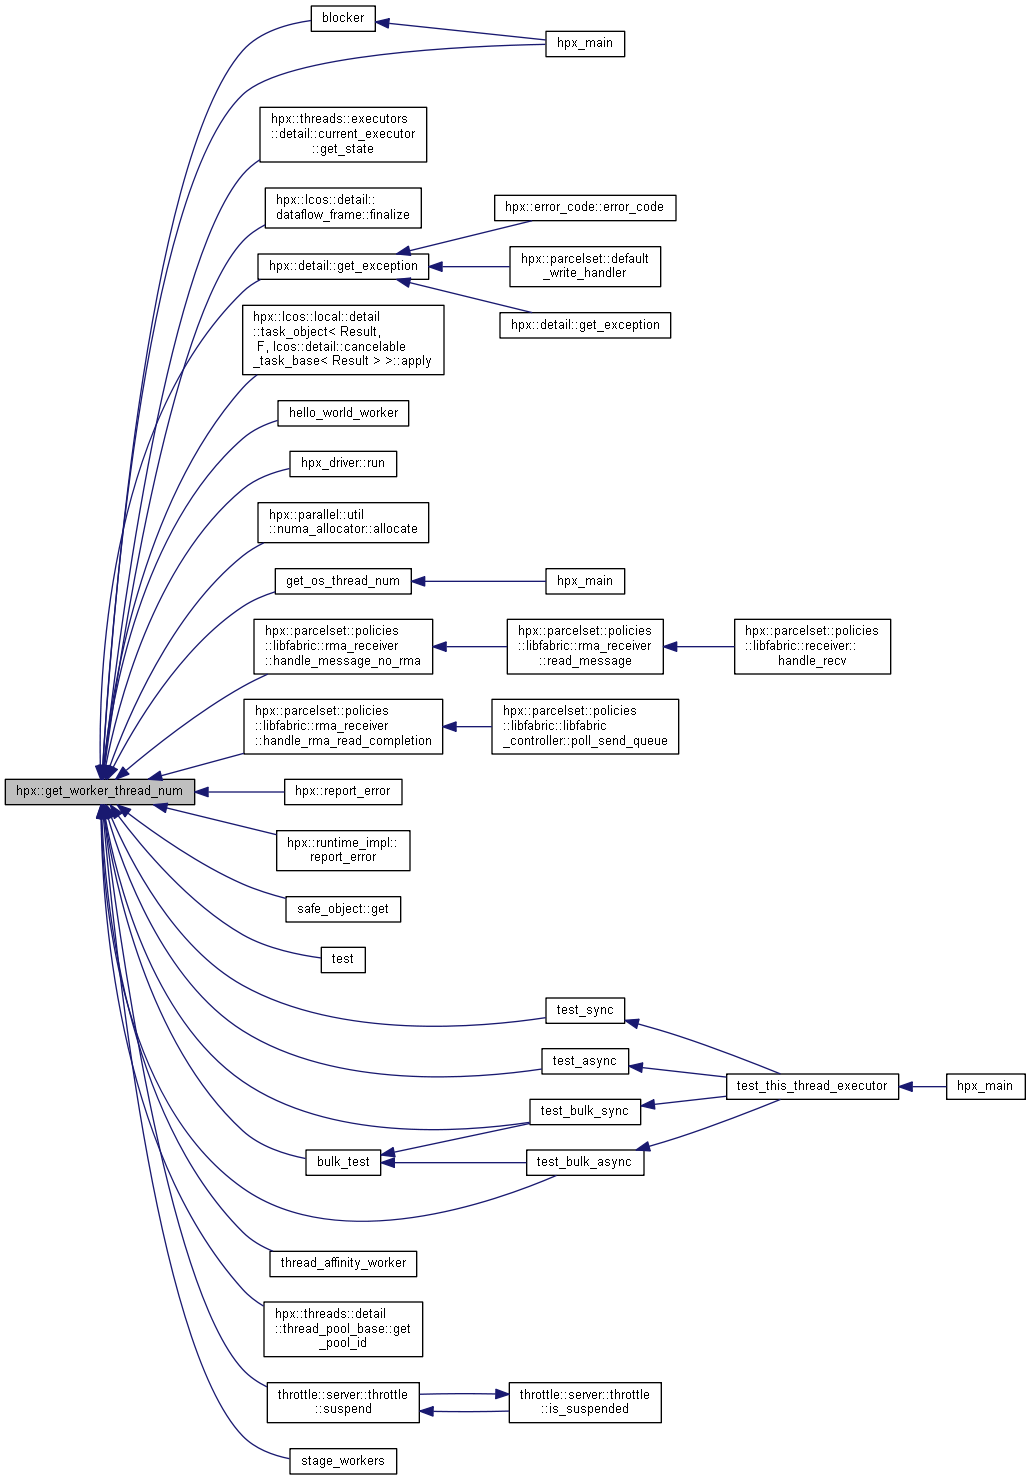 blocker
hpx_main
hpx::threads::executors
::detail::current_executor
::get_state
hpx::lcos::detail::
dataflow_frame::finalize
hpx::error_code::error_code
hpx::detail::get_exception
hpx::parcelset::default
_write_handler
hpx::detail::get_exception
hpx::lcos::local::detail
::task_object< Result,
F, lcos::detail::cancelable
_task_base< Result > >::apply
hello_world_worker
hpx_driver::run
hpx::parallel::util
::numa_allocator::allocate
get_os_thread_num
hpx_main
hpx::parcelset::policies
::libfabric::rma_receiver
::handle_message_no_rma
hpx::parcelset::policies
::libfabric::rma_receiver
::read_message
hpx::parcelset::policies
::libfabric::receiver::
handle_recv
hpx::parcelset::policies
::libfabric::rma_receiver
::handle_rma_read_completion
hpx::parcelset::policies
::libfabric::libfabric
_controller::poll_send_queue
hpx::get_worker_thread_num
hpx::report_error
hpx::runtime_impl::
report_error
safe_object::get
test
test_sync
test_async
test_this_thread_executor
hpx_main
test_bulk_sync
bulk_test
test_bulk_async
thread_affinity_worker
hpx::threads::detail
::thread_pool_base::get
_pool_id
throttle::server::throttle
::suspend
throttle::server::throttle
::is_suspended
stage_workers